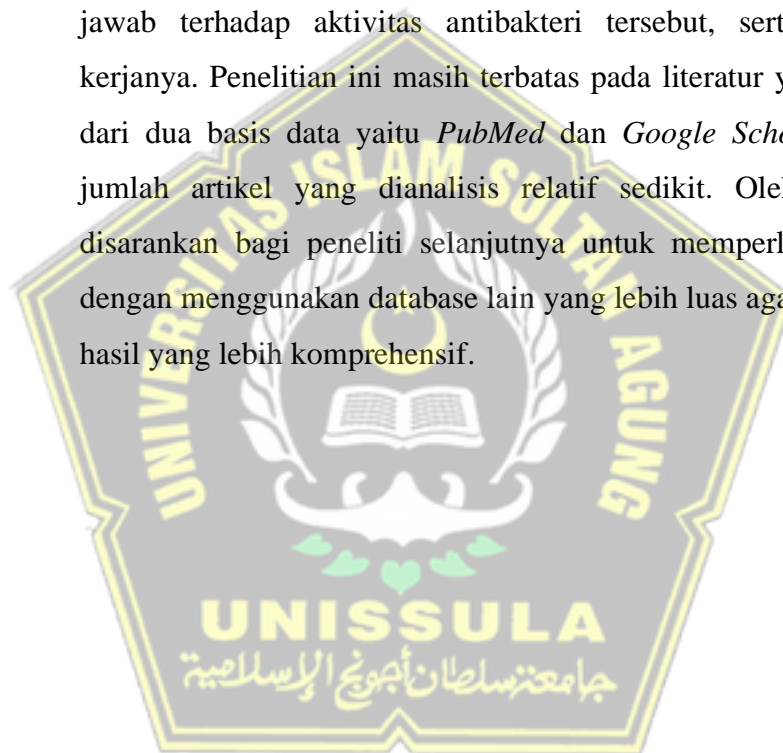 jawab terhadap aktivitas antibakteri tersebut, sert
kerjanya. Penelitian ini masih terbatas pada literatur y
dari dua basis data yaitu PubMed dan Google Scho
jumlah artikel yang dianalisis relatif sedikit. Ole
disarankan bagi peneliti selanjutnya untuk memperl
dengan menggunakan database lain yang lebih luas aga
hasil yang lebih komprehensif.
UNIVERSITAS ISLAM SULTAN AGUNG
UNISSULA
جامعة سلطان أجونج الإسلامية